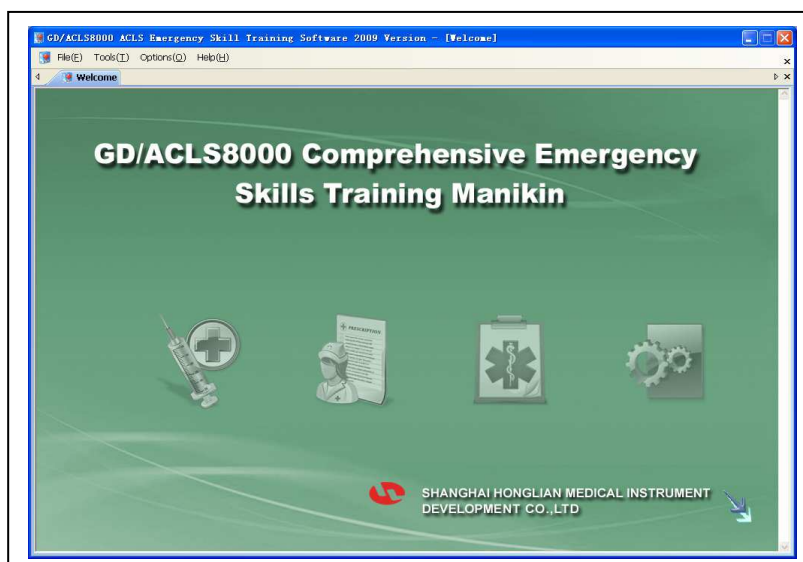 GD/ACLS8000 ACLS Emergency Skill Training Software 2009 Version - [Welcome]
File(F) Tools(T) Options(O) Help(H)
Welcome
GD/ACLS8000 Comprehensive Emergency
Skills Training Manikin
PRESCRIPTION
SHANGHAI HONGLIAN MEDICAL INSTRUMENT
DEVELOPMENT CO.,LTD